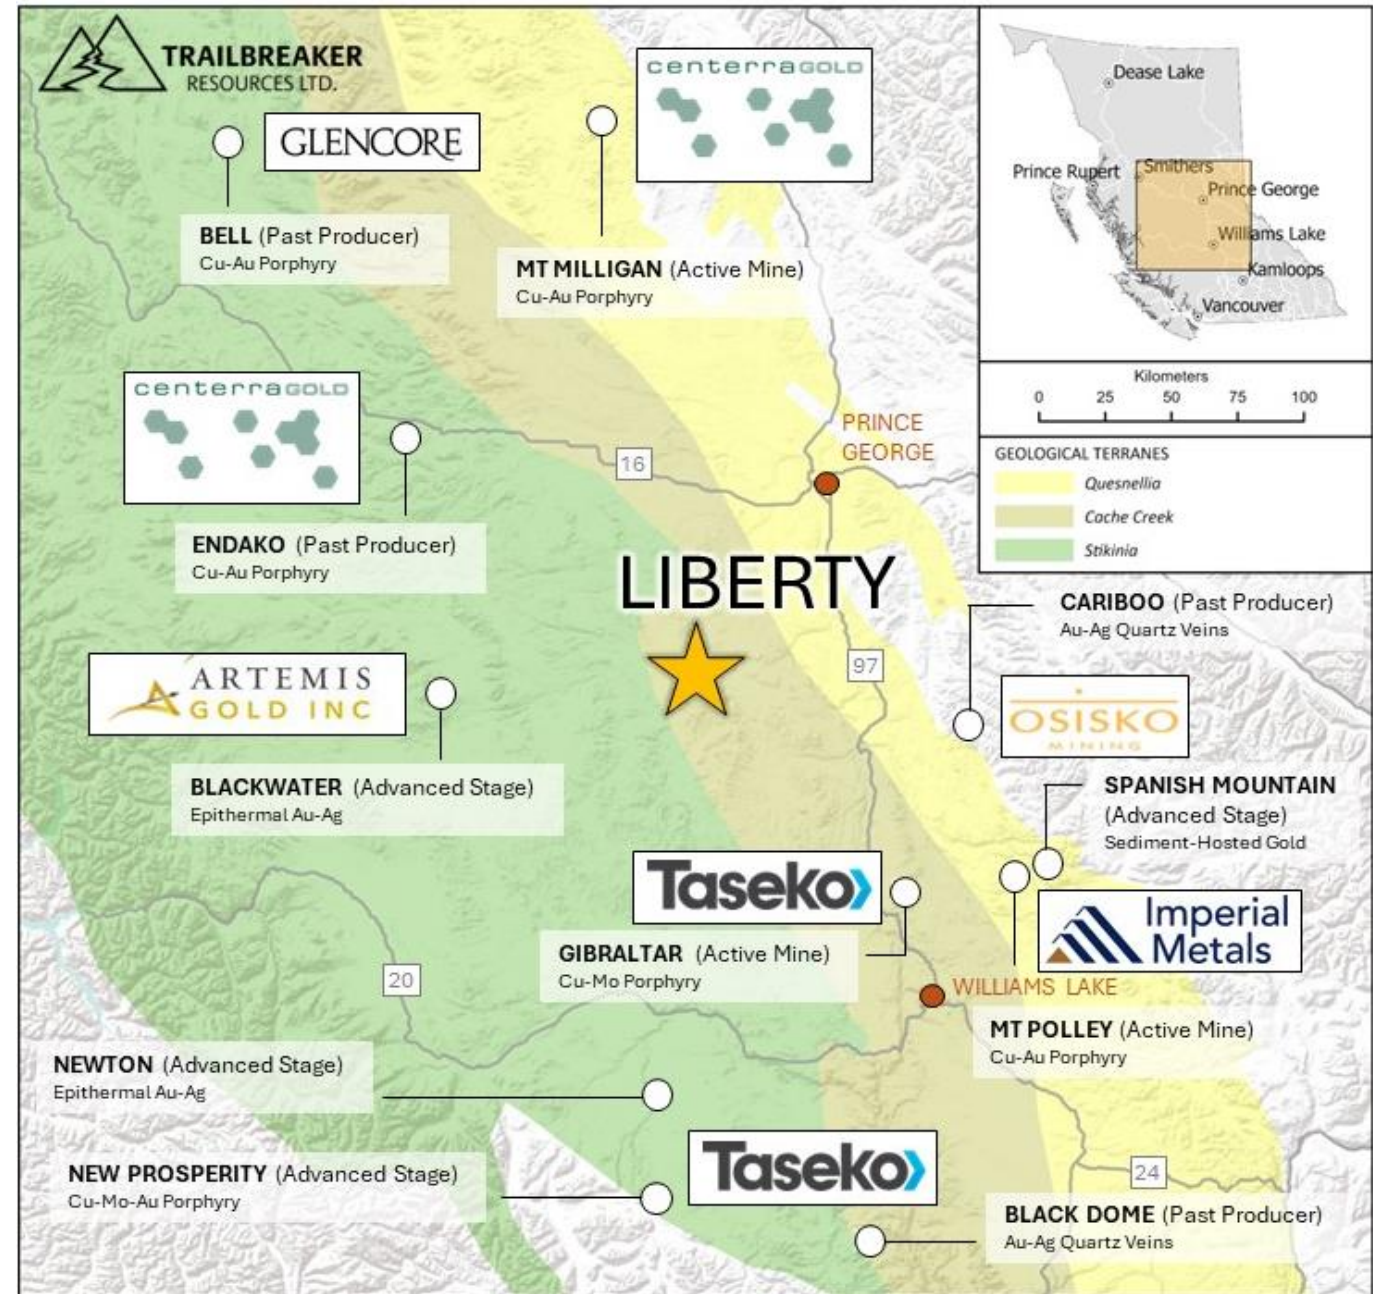 TRAILBREAKER
RESOURCES LTD.
GLENCORE
centerraGOLD
BELL (Past Producer)
Cu-Au Porphyry
MT MILLIGAN (Active Mine)
Cu-Au Porphyry
Dease Lake
Prince Rupert
Smithers
Prince George
Williams Lake
Kamloops
Vancouver
Kilometers
0 25 50 75 100
GEOLOGICAL TERRANES
Quesnellia
Cache Creek
Stikinia
centerraGOLD
ENDAKO (Past Producer)
Cu-Au Porphyry
16
PRINCE
GEORGE
LIBERTY
97
CARIBOO (Past Producer)
Au-Ag Quartz Veins
OSISKO
MINING
ARTEMIS
GOLD INC
BLACKWATER (Advanced Stage)
Epithermal Au-Ag
SPANISH MOUNTAIN
(Advanced Stage)
Sediment-Hosted Gold
Taseko
GIBRALTAR (Active Mine)
Cu-Mo Porphyry
Imperial
Metals
20
WILLIAMS LAKE
MT POLLEY (Active Mine)
Cu-Au Porphyry
NEWTON (Advanced Stage)
Epithermal Au-Ag
NEW PROSPERITY (Advanced Stage)
Cu-Mo-Au Porphyry
Taseko
24
BLACK DOME (Past Producer)
Au-Ag Quartz Veins